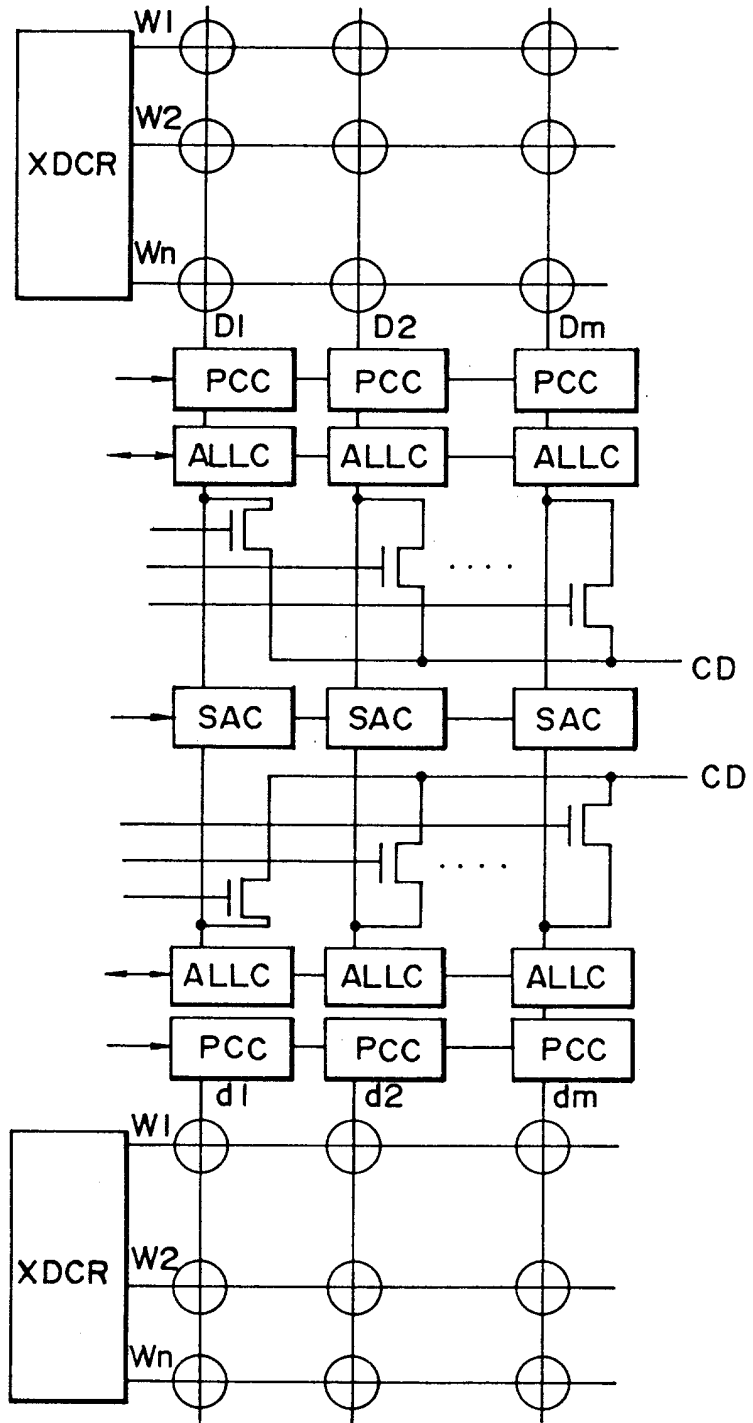 W1
W2
XDCR
Wn
D1 D2 Dm
PCC PCC PCC
ALLC ALLC ALLC
. . . .
CD
SAC SAC SAC
CD
. . . .
ALLC ALLC ALLC
PCC PCC PCC
d1 d2 dm
W1
W2
XDCR
Wn